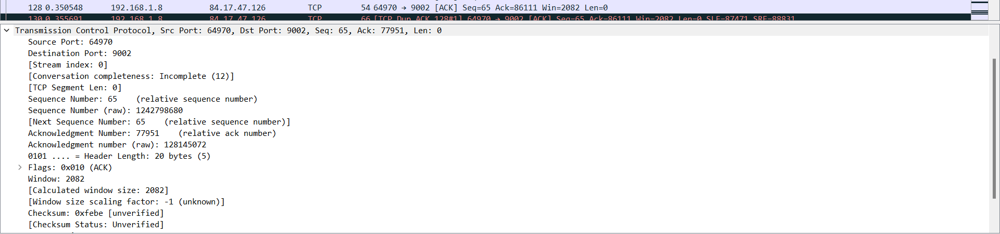 128 0.350548 192.168.1.8 84.17.47.126 TCP 54 64970 → 9002 [ACK] Seq=65 Ack=86111 Win=2082 Len=0
130 0.355691 192.168.1.8 84.17.47.126 TCP 66 [TCP Dup ACK 128#1] 64970 → 9002 [ACK] Seq=65 Ack=86111 Win=2082 Len=0 SLE=87471 SRE=88831
Transmission Control Protocol, Src Port: 64970, Dst Port: 9002, Seq: 65, Ack: 77951, Len: 0
Source Port: 64970
Destination Port: 9002
[Stream index: 0]
[Conversation completeness: Incomplete (12)]
[TCP Segment Len: 0]
Sequence Number: 65 (relative sequence number)
Sequence Number (raw): 1242798680
[Next Sequence Number: 65 (relative sequence number)]
Acknowledgment Number: 77951 (relative ack number)
Acknowledgment number (raw): 128145072
0101 .... = Header Length: 20 bytes (5)
Flags: 0x010 (ACK)
Window: 2082
[Calculated window size: 2082]
[Window size scaling factor: -1 (unknown)]
Checksum: 0xfebe [unverified]
[Checksum Status: Unverified]